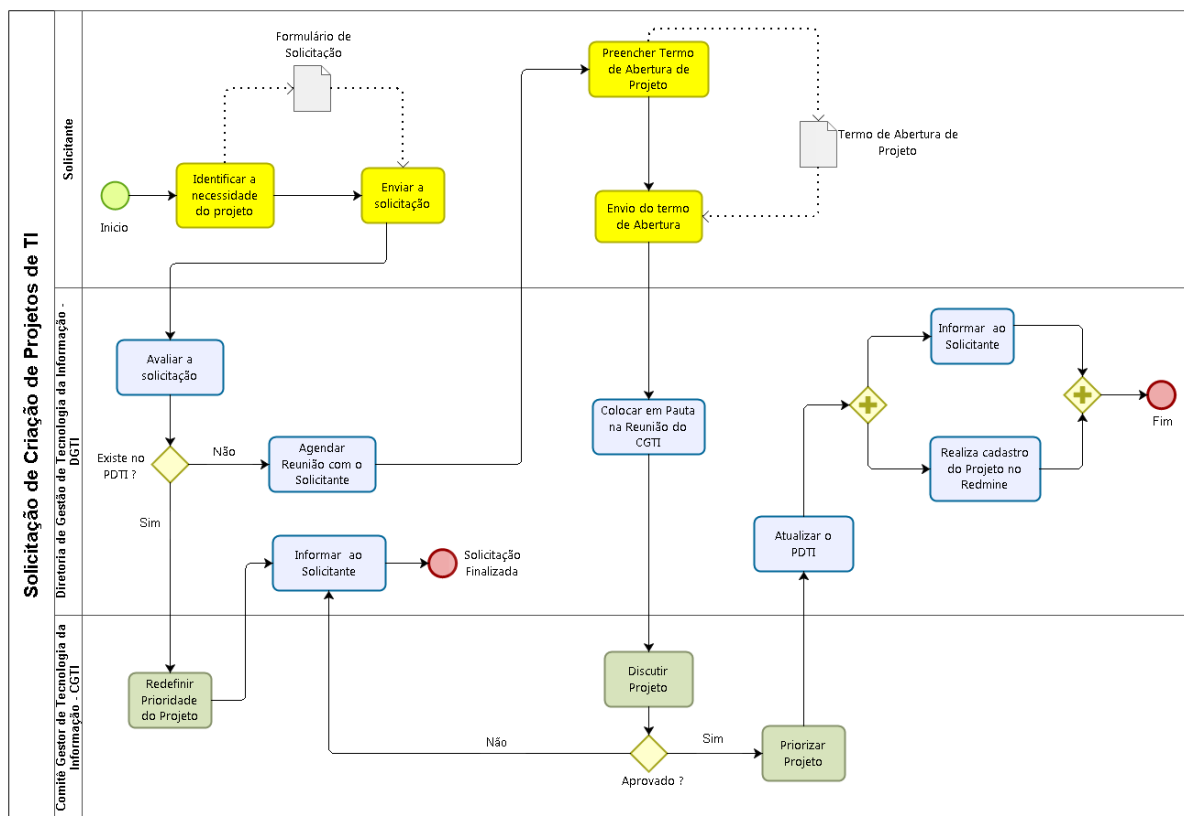 Solicitação de Criação de Projetos de TI
Solicitante
Formulário de
Solicitação
Inicio
Identificar a
necessidade
do projeto
Enviar a
solicitação
Preencher Termo
de Abertura de
Projeto
Termo de Abertura de
Projeto
Envio do termo
de Abertura
Diretoria de Gestão de Tecnologia da Informação -
DGTI
Avaliar a
solicitação
Existe no
PDTI ?
Não
Sim
Agendar
Reunião com o
Solicitante
Informar ao
Solicitante
Solicitação
Finalizada
Colocar em Pauta
na Reunião do
CGTI
Atualizar o
PDTI
Informar ao
Solicitante
Realiza cadastro
do Projeto no
Redmine
Fim
Comitê Gestor de Tecnologia da
Informação - CGTI
Redefinir
Prioridade
do Projeto
Discutir
Projeto
Não
Aprovado ?
Sim
Priorizar
Projeto